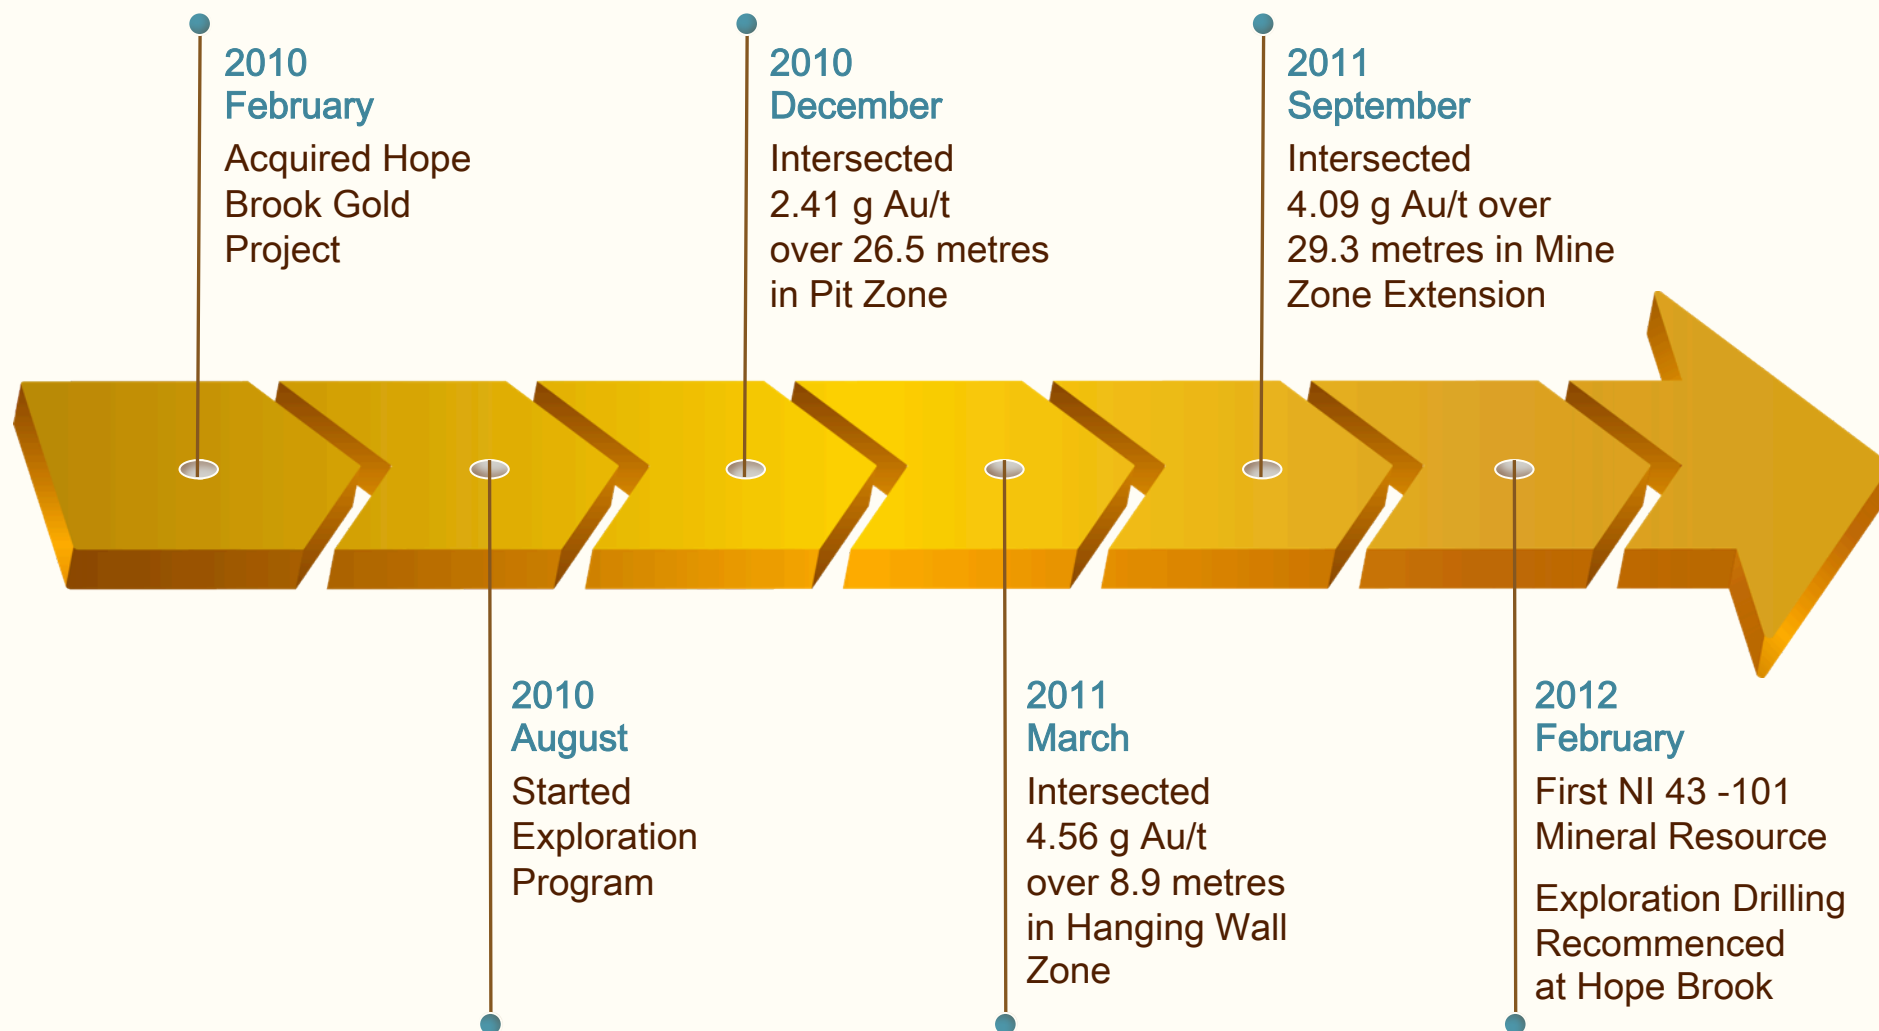 2010
February
Acquired Hope
Brook Gold
Project
2010
August
Started
Exploration
Program
2010
December
Intersected
2.41 g Au/t
over 26.5 metres
in Pit Zone
2011
March
Intersected
4.56 g Au/t
over 8.9 metres
in Hanging Wall
Zone
2011
September
Intersected
4.09 g Au/t over
29.3 metres in Mine
Zone Extension
2012
February
First NI 43 -101
Mineral Resource
Exploration Drilling
Recommenced
at Hope Brook